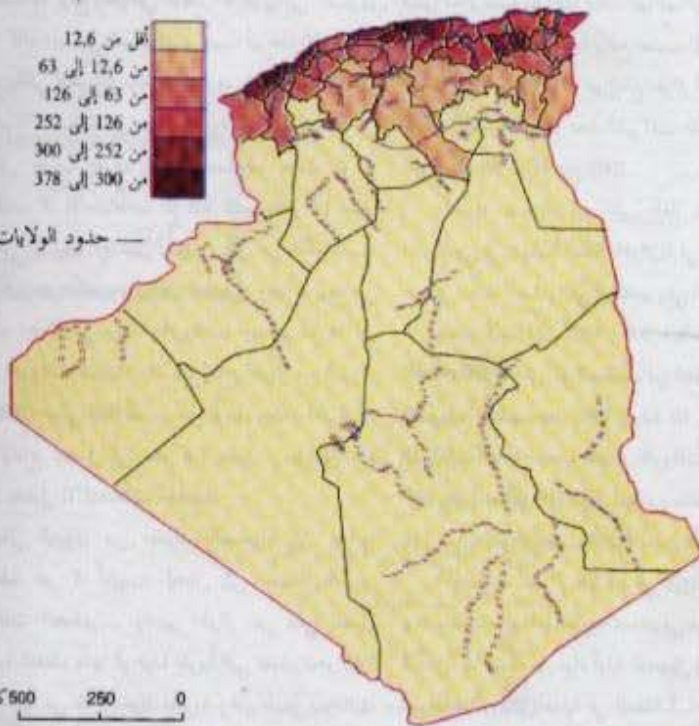 أقل من 12,6
من 12,6 إلى 63
من 63 إلى 126
من 126 إلى 252
من 252 إلى 300
من 300 إلى 378
حدود الولايات
0 250 500ك